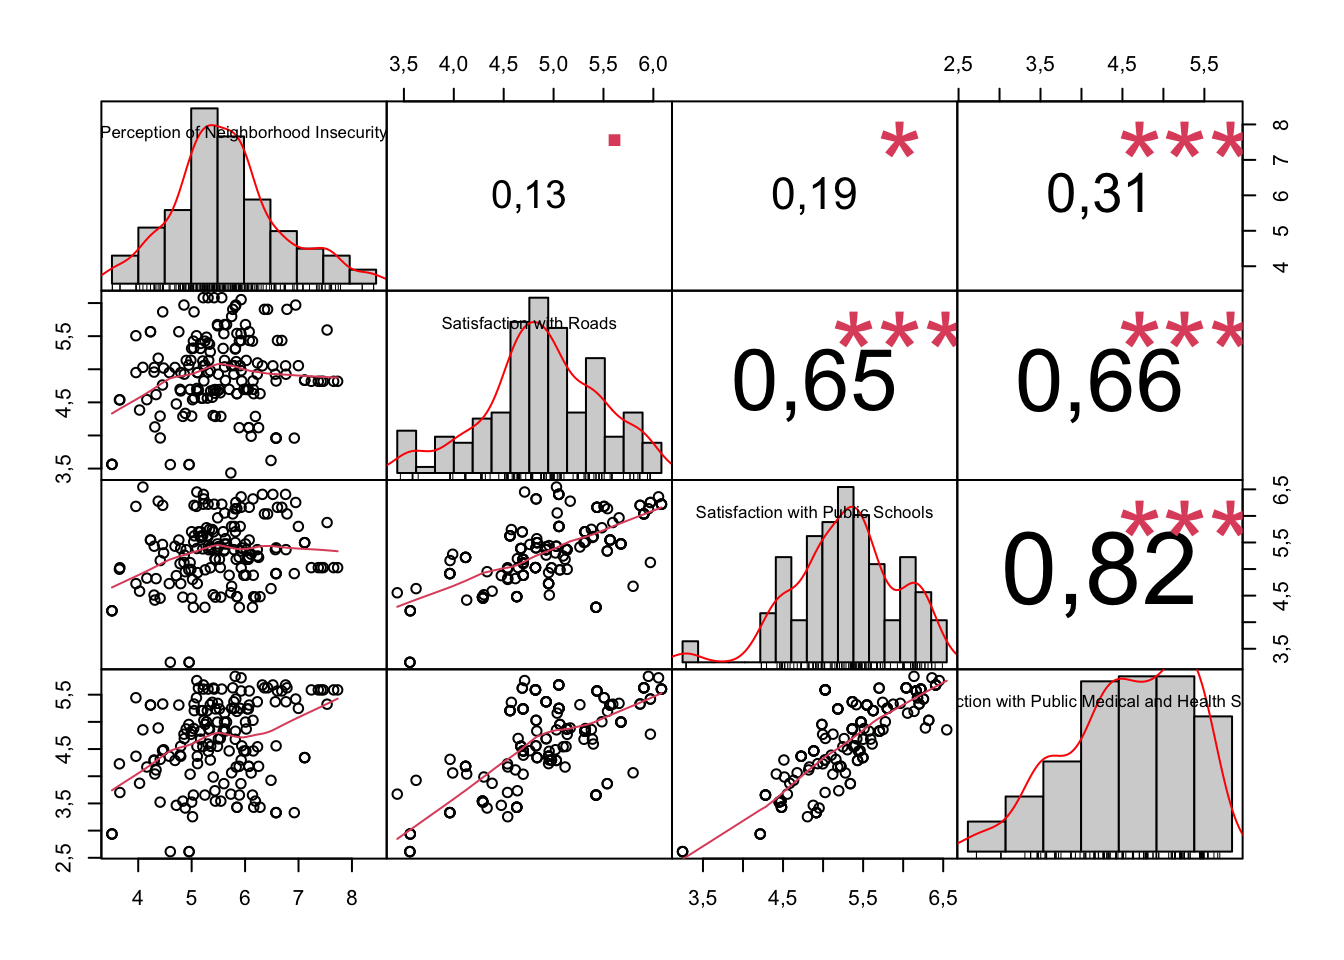 3,5 4,0 4,5 5,0 5,5 6,0 2,5 3,5 4,5 5,5
Perception of Neighborhood Insecurity
0,13
0,19 *
0,31 ***
4 5 6 7 8
Satisfaction with Roads
0,65 ***
0,66 ***
3,5 4,5 5,5
Satisfaction with Public Schools
0,82 ***
3,5 4,5 5,5 6,5
ction with Public Medical and Health S
2,5 3,5 4,5 5,5
4 5 6 7 8 3,5 4,5 5,5 6,5